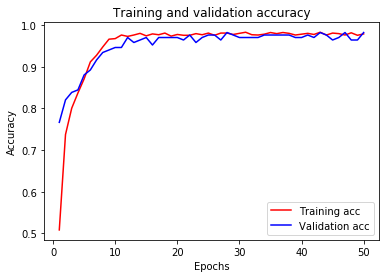 Training and validation accuracy
1.0
0.9
0.8
0.7
0.6
0.5
Accuracy
Training acc
Validation acc
0 10 20 30 40 50
Epochs